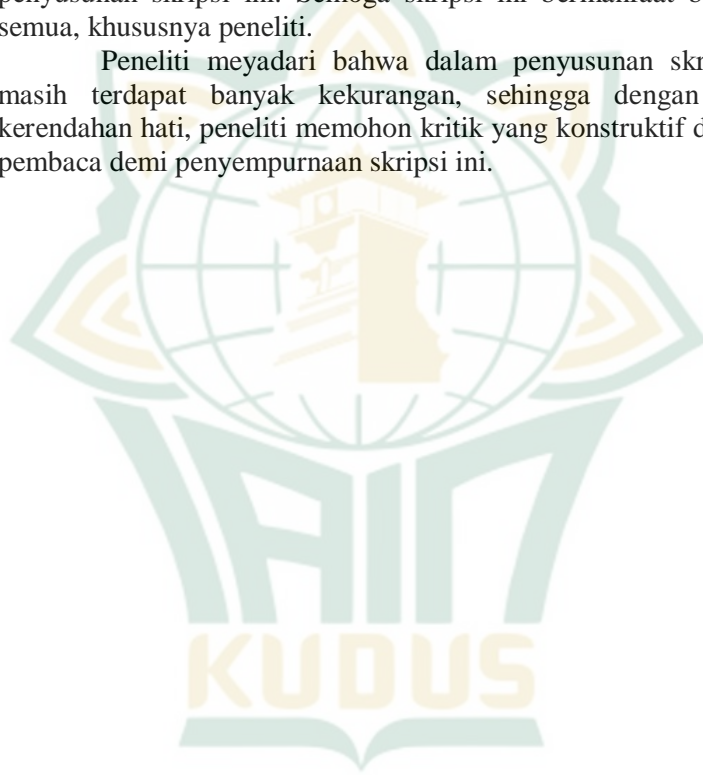 penyusunan skripsi ini. Semoga skripsi ini bermanfaat
semua, khususnya peneliti.
Peneliti meyadari bahwa dalam penyusunan
masih terdapat banyak kekurangan, sehingga dengan
kerendahan hati, peneliti memohon kritik yang konstruktif
pembaca demi penyempurnaan skripsi ini.
IAIN
KUDUS